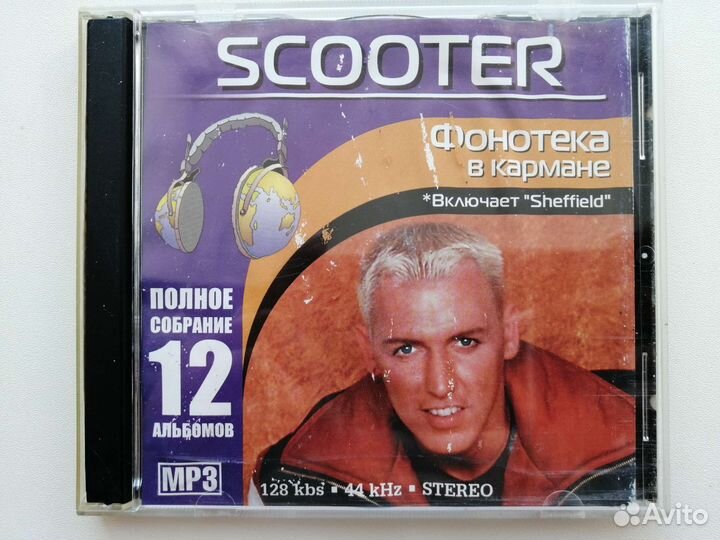 SCOOTER
Фонотека
в кармане
*Включает "Sheffield"
ПОЛНОЕ
СОБРАНИЕ
12
АЛЬБОМОВ
MP3
128 kbs ▪ 44 kHz ▪ STEREO
Avito